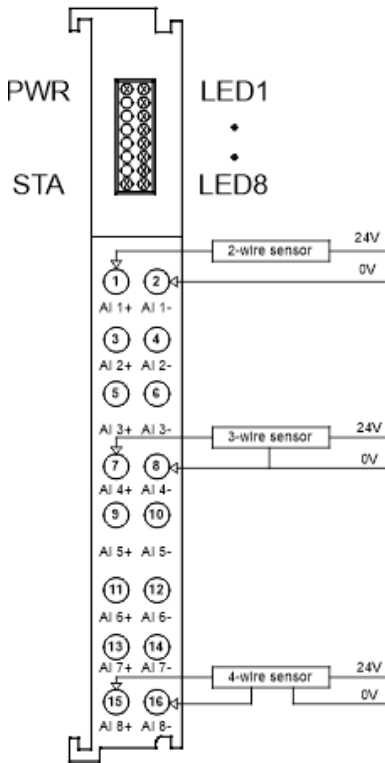 PWR LED1
STA LED8
24V
2-wire sensor
0V
1 2
AI 1+ AI 1-
3 4
AI 2+ AI 2-
5 6
AI 3+ AI 3-
24V
3-wire sensor
0V
7 8
AI 4+ AI 4-
9 10
AI 5+ AI 5-
11 12
AI 6+ AI 6-
13 14
AI 7+ AI 7-
24V
4-wire sensor
0V
15 16
AI 8+ AI 8-